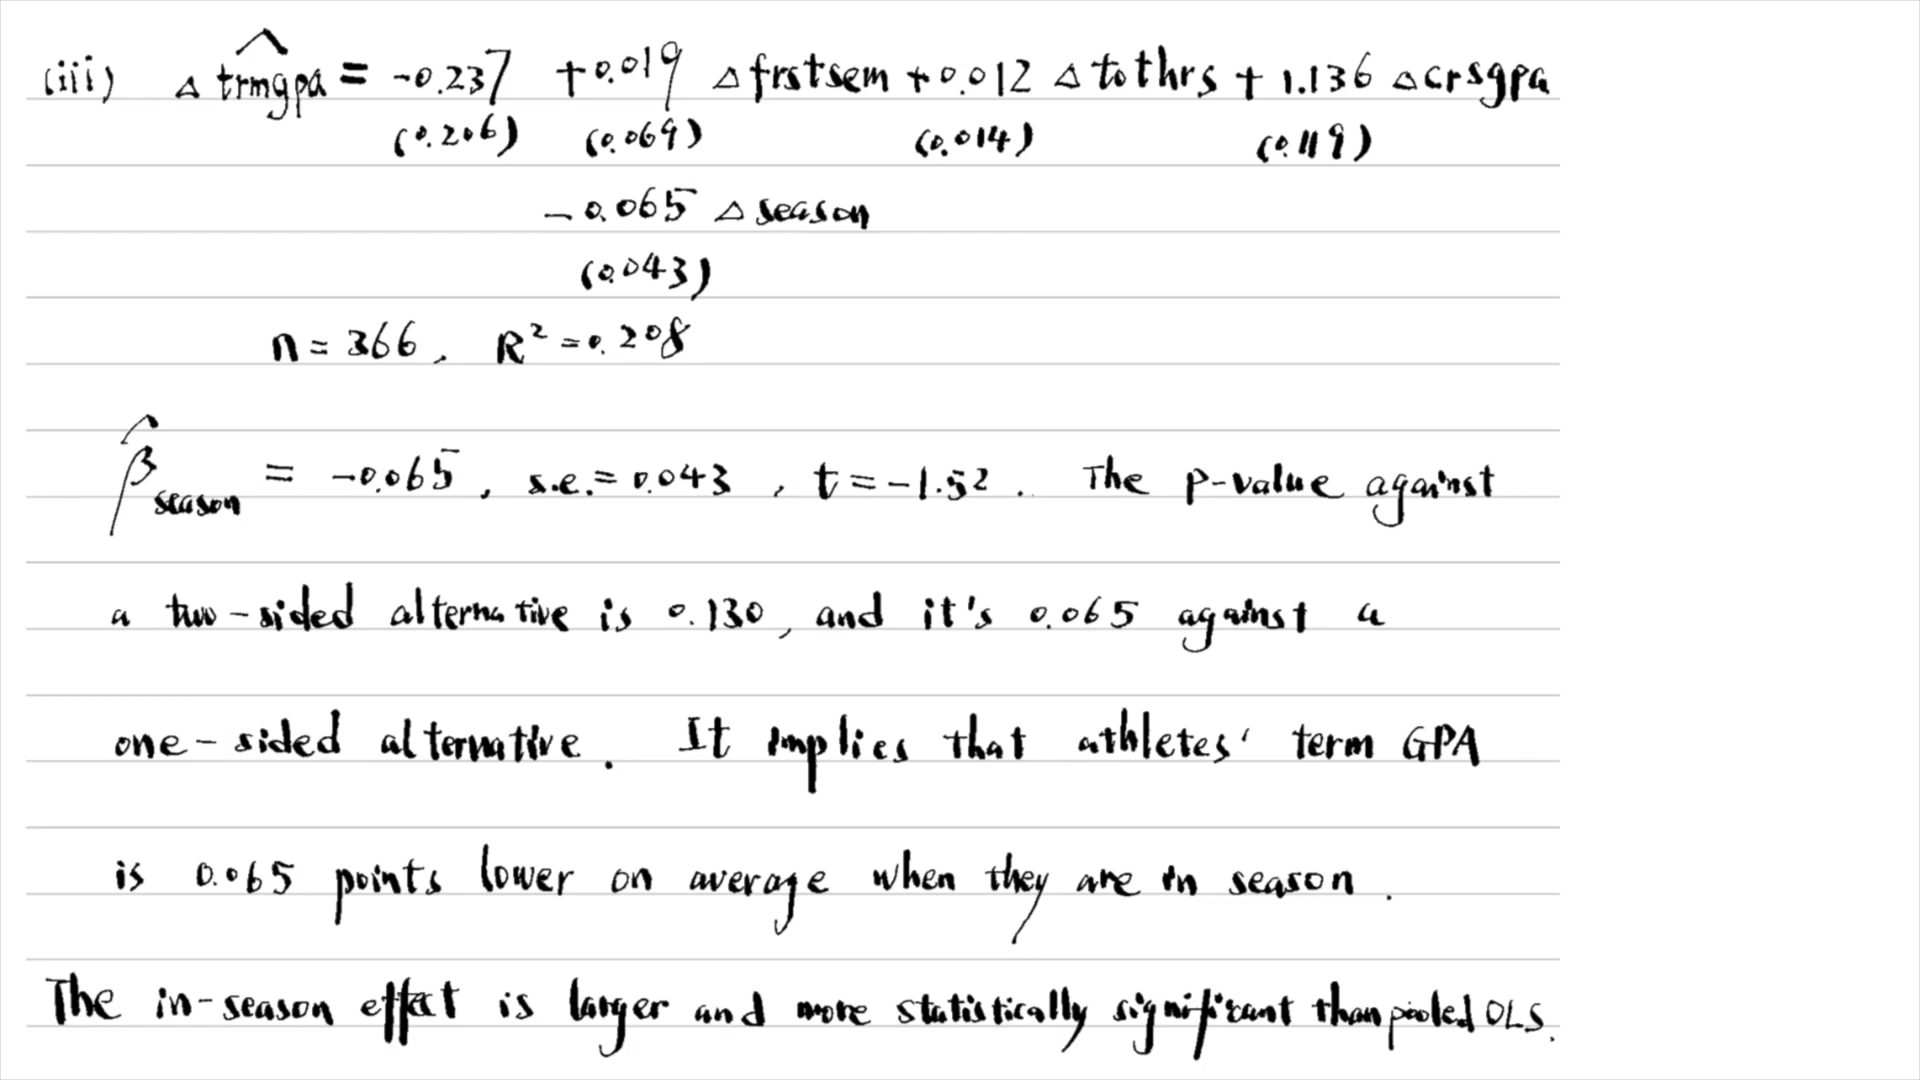 (iii) Δ trmgpa^ = -0.237 +0.019 Δ frstsem +0.012 Δ tothrs + 1.136 Δ crsgpa
(0.206) (0.069) (0.014) (0.119)
- 0.065 Δ season
(0.043)
n = 366, R² = 0.208
β̂ season = -0.065, s.e. = 0.043, t = -1.52. The p-value against
a two-sided alternative is 0.130, and it's 0.065 against a
one-sided alternative. It implies that athletes' term GPA
is 0.065 points lower on average when they are in season.
The in-season effect is larger and more statistically significant than pooled OLS.